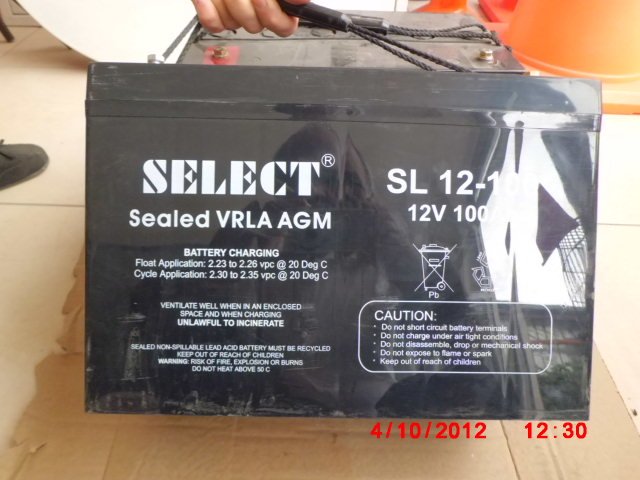 SELECT®
Sealed VRLA AGM
BATTERY CHARGING
Float Application: 2.23 to 2.26 vpc @ 20 Deg C
Cycle Application: 2.30 to 2.35 vpc @ 20 Deg C
VENTILATE WELL WHEN IN AN ENCLOSED
SPACE AND WHEN CHARGING
UNLAWFUL TO INCINERATE
SEALED NON-SPILLABLE LEAD ACID BATTERY MUST BE RECYCLED
KEEP OUT OF REACH OF CHILDREN
WARNING: RISK OF FIRE, EXPLOSION OR BURNS
DO NOT HEAT ABOVE 50 C
SL
12V
Pb
CAUTION:
• Do not short circuit battery terminals
• Do not charge under air tight conditions
• Do not disassemble, drop or mechanical shock
• Do not expose to flame or spark
• Keep out of reach of children
4/10/2012 12:30